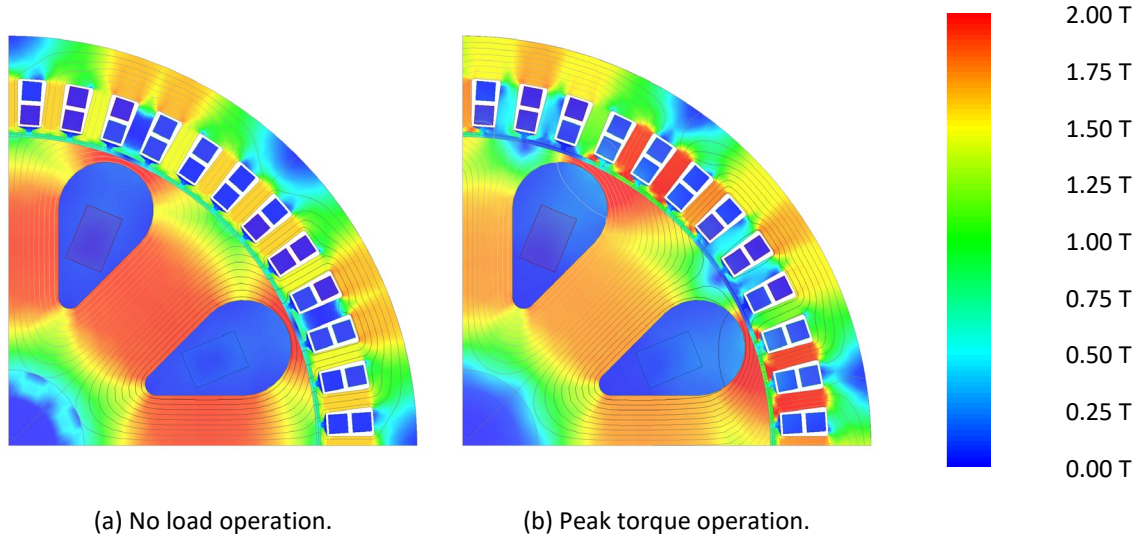 2.00 T
1.75 T
1.50 T
1.25 T
1.00 T
0.75 T
0.50 T
0.25 T
0.00 T
(a) No load operation.
(b) Peak torque operation.